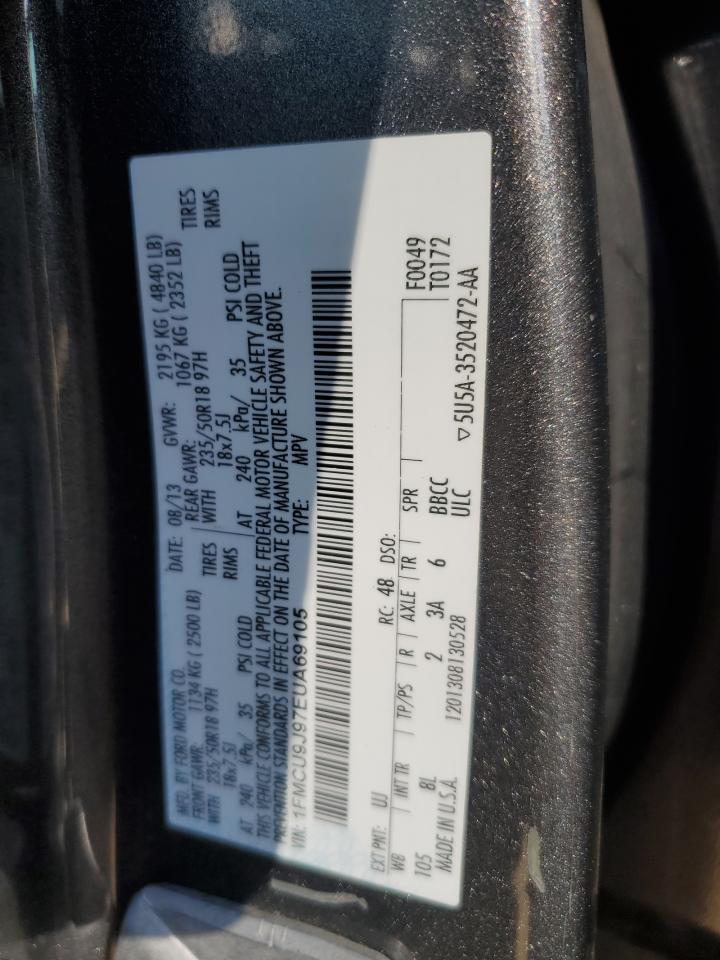 MFD. BY FORD MOTOR CO. DATE: 08/13 GVWR: 2195 KG ( 4840 LB)
FRONT GAWR: 1134 KG ( 2500 LB) REAR GAWR: 1067 KG ( 2352 LB)
WITH 235/50R18 97H TIRES WITH 235/50R18 97H TIRES
18x7.5J RIMS 18x7.5J RIMS
AT 240 kPa/ 35 PSI COLD AT 240 kPa/ 35 PSI COLD
THIS VEHICLE CONFORMS TO ALL APPLICABLE FEDERAL MOTOR VEHICLE SAFETY AND THEFT
PREVENTION STANDARDS IN EFFECT ON THE DATE OF MANUFACTURE SHOWN ABOVE.
VIN: 1FMCU9J97EUA69105 TYPE: MPV
EXT PNT: UJ RC: 48 DSO: F0049
WB INT TR TP/PS R AXLE TR SPR T0172
105 8L 2 3A 6 BBCC
MADE IN U.S.A. 1201308130528 ULC ▽5U5A-3520472-AA